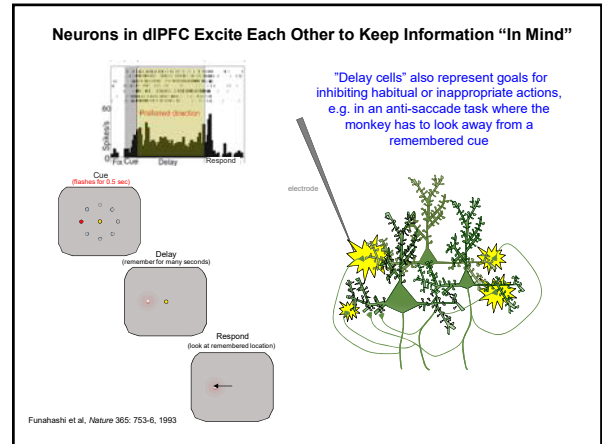 Neurons in dlPFC Excite Each Other to Keep Information “In Mind”
Preferred direction
60
Spikes/s
0
Fix
Cue
Delay
Respond
Cue
(flashes for 0.5 sec)
Delay
(remember for many seconds)
Respond
(look at remembered location)
Funahashi et al, Nature 365: 753-6, 1993
”Delay cells” also represent goals for
inhibiting habitual or inappropriate actions,
e.g. in an anti-saccade task where the
monkey has to look away from a
remembered cue
electrode